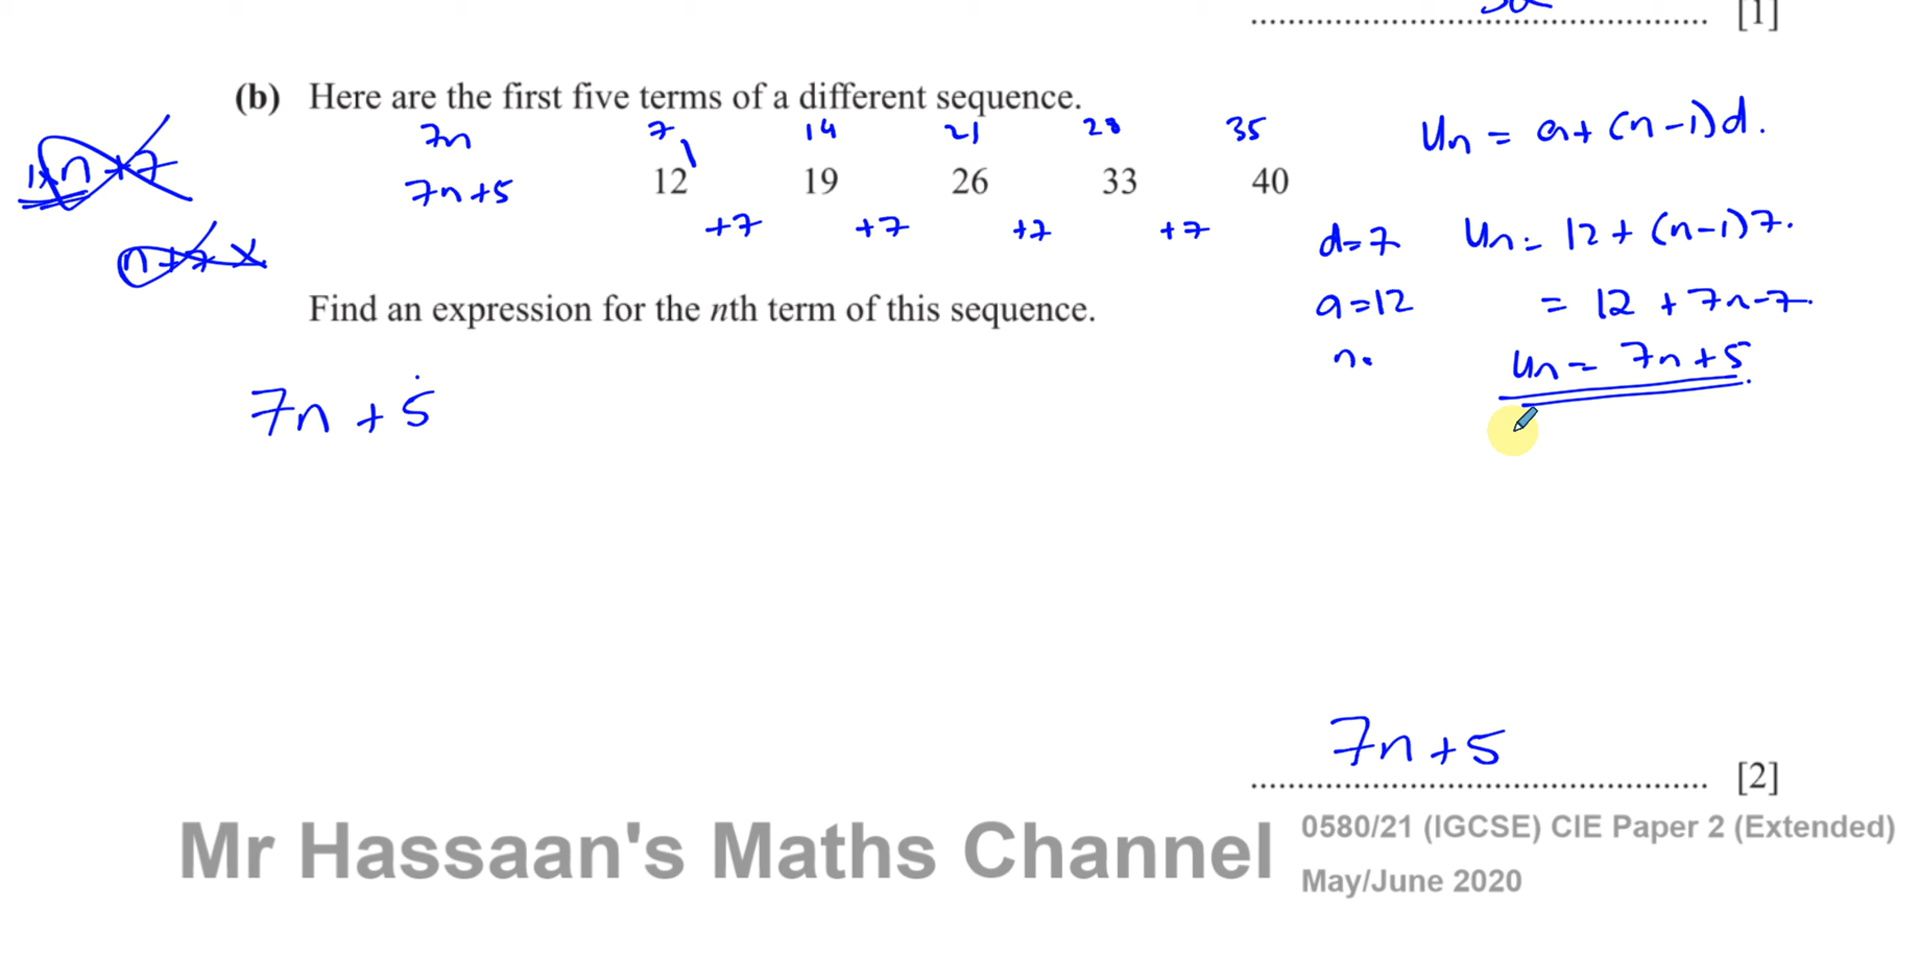 [1]
(b) Here are the first five terms of a different sequence.
7n 7 14 21 28 35
7n+5 12 19 26 33 40
+7 +7 +7 +7
n+7
n+7 x
Un = a + (n-1)d.
d=7 Un = 12 + (n-1)7.
a=12 = 12 + 7n-7.
n. Un = 7n+5.
Find an expression for the nth term of this sequence.
7n + 5
7n+5
[2]
Mr Hassaan's Maths Channel
0580/21 (IGSCE) CIE Paper 2 (Extended)
May/June 2020